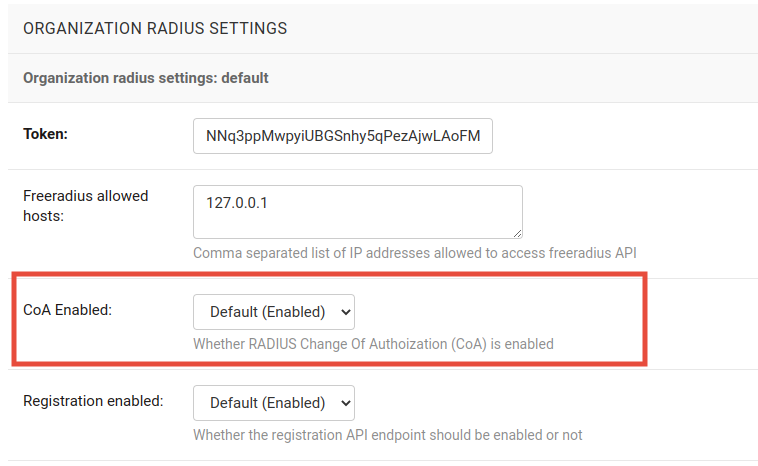 ORGANIZATION RADIUS SETTINGS
Organization radius settings: default
Token:
NNq3ppMwpyiUBGSnhy5qPezAjwLAoFM
Freeradius allowed
hosts:
127.0.0.1
Comma separated list of IP addresses allowed to access freeradius API
CoA Enabled:
Default (Enabled)
Whether RADIUS Change Of Authoization (CoA) is enabled
Registration enabled:
Default (Enabled)
Whether the registration API endpoint should be enabled or not